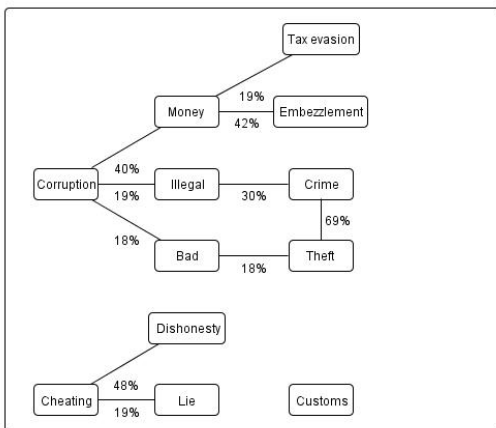 Tax evasion
19%
Money
Embezzlement
42%
40%
Corruption
Illegal
Crime
19%
30%
69%
18%
Bad
Theft
18%
Dishonesty
48%
Cheating
Lie
Customs
19%